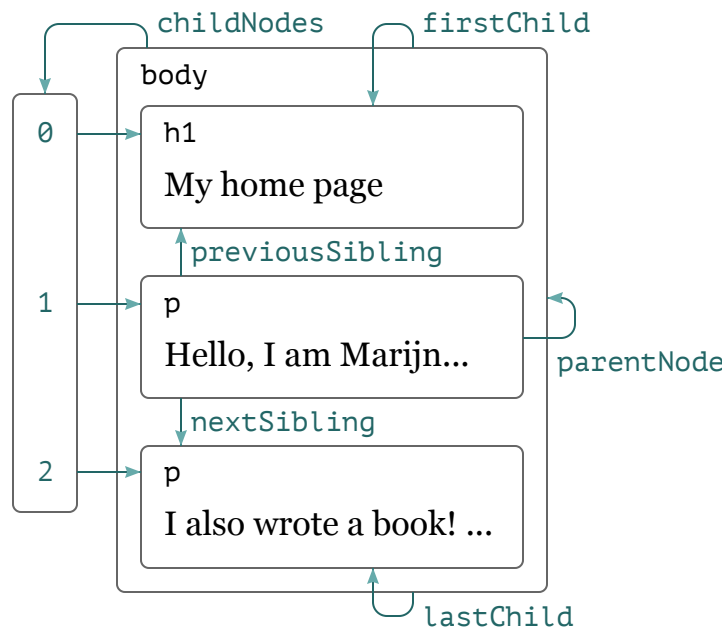 childNodes
firstChild
body
0
h1
My home page
previousSibling
1
p
Hello, I am Marijn...
parentNode
nextSibling
2
p
I also wrote a book! ...
lastChild